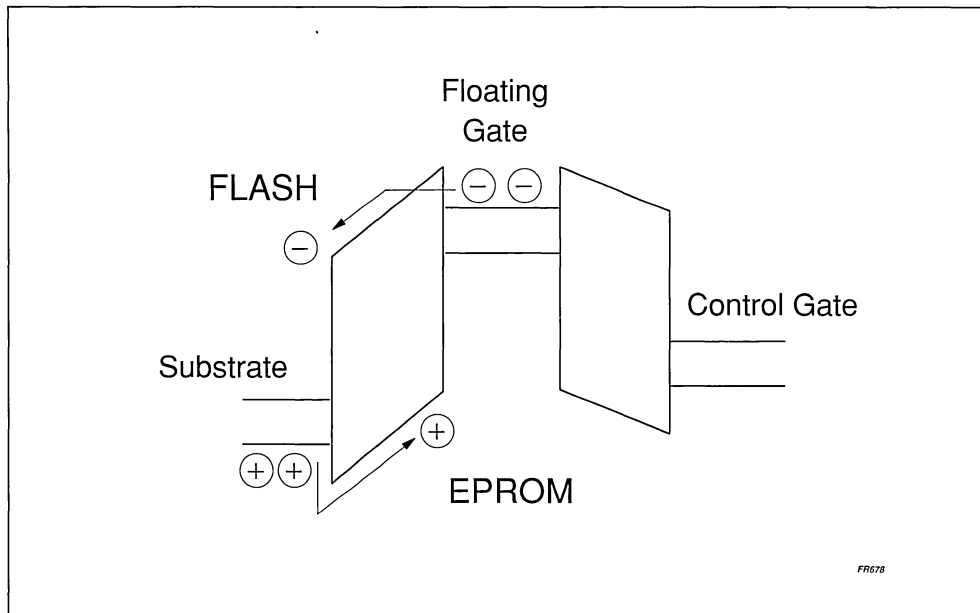 Floating
Gate
FLASH
Control Gate
Substrate
EPROM
FR678